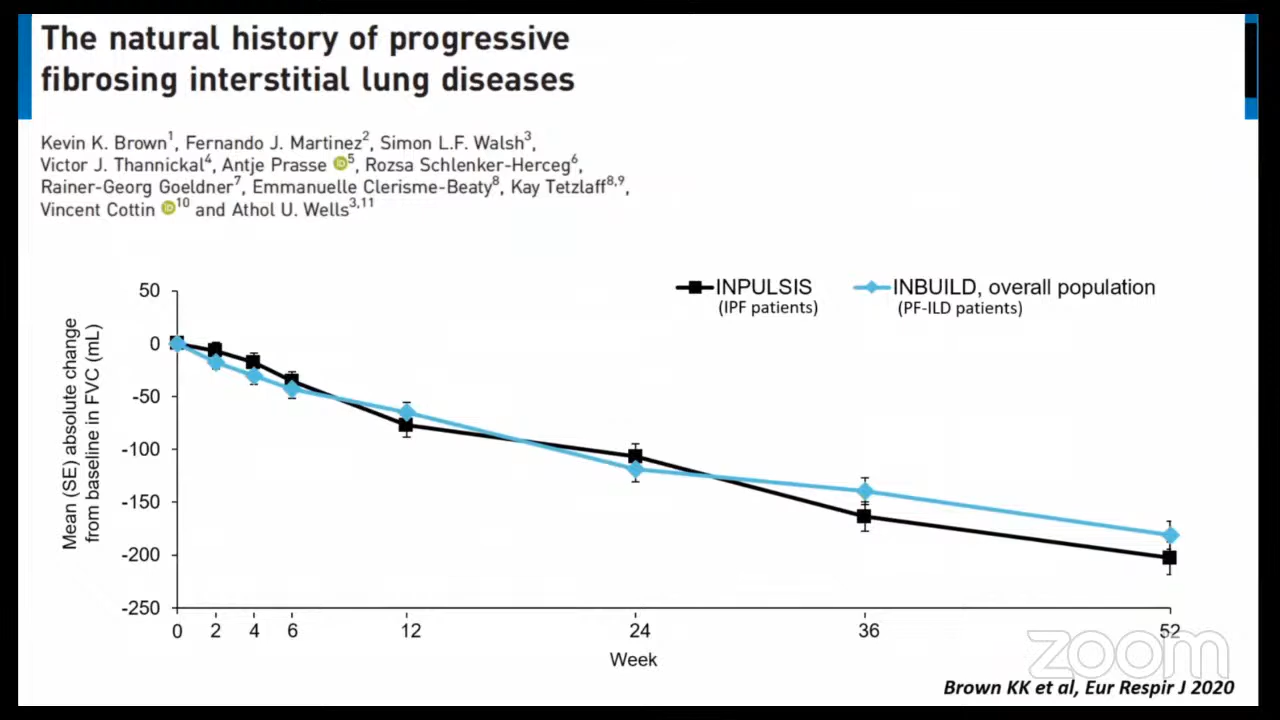 The natural history of progressive
fibrosing interstitial lung diseases
Kevin K. Brown1, Fernando J. Martinez2, Simon L.F. Walsh3,
Victor J. Thannickal4, Antje Prasse iD 5, Rozsa Schlenker-Herceg6,
Rainer-Georg Goeldner7, Emmanuelle Clerisme-Beaty8, Kay Tetzlaff8,9,
Vincent Cottin iD 10 and Athol U. Wells3,11
INPULSIS
(IPF patients)
INBUILD, overall population
(PF-ILD patients)
Mean (SE) absolute change
from baseline in FVC (mL)
50
0
-50
-100
-150
-200
-250
0 2 4 6 12 24 36 52
Week
zoom
Brown KK et al, Eur Respir J 2020